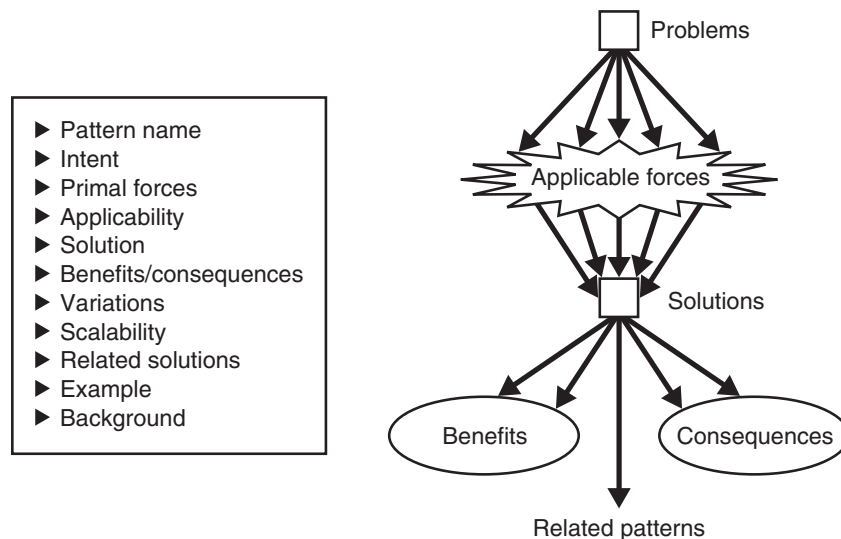 ▶ Pattern name
▶ Intent
▶ Primal forces
▶ Applicability
▶ Solution
▶ Benefits/consequences
▶ Variations
▶ Scalability
▶ Related solutions
▶ Example
▶ Background
Problems
Applicable forces
Solutions
Benefits
Consequences
Related patterns